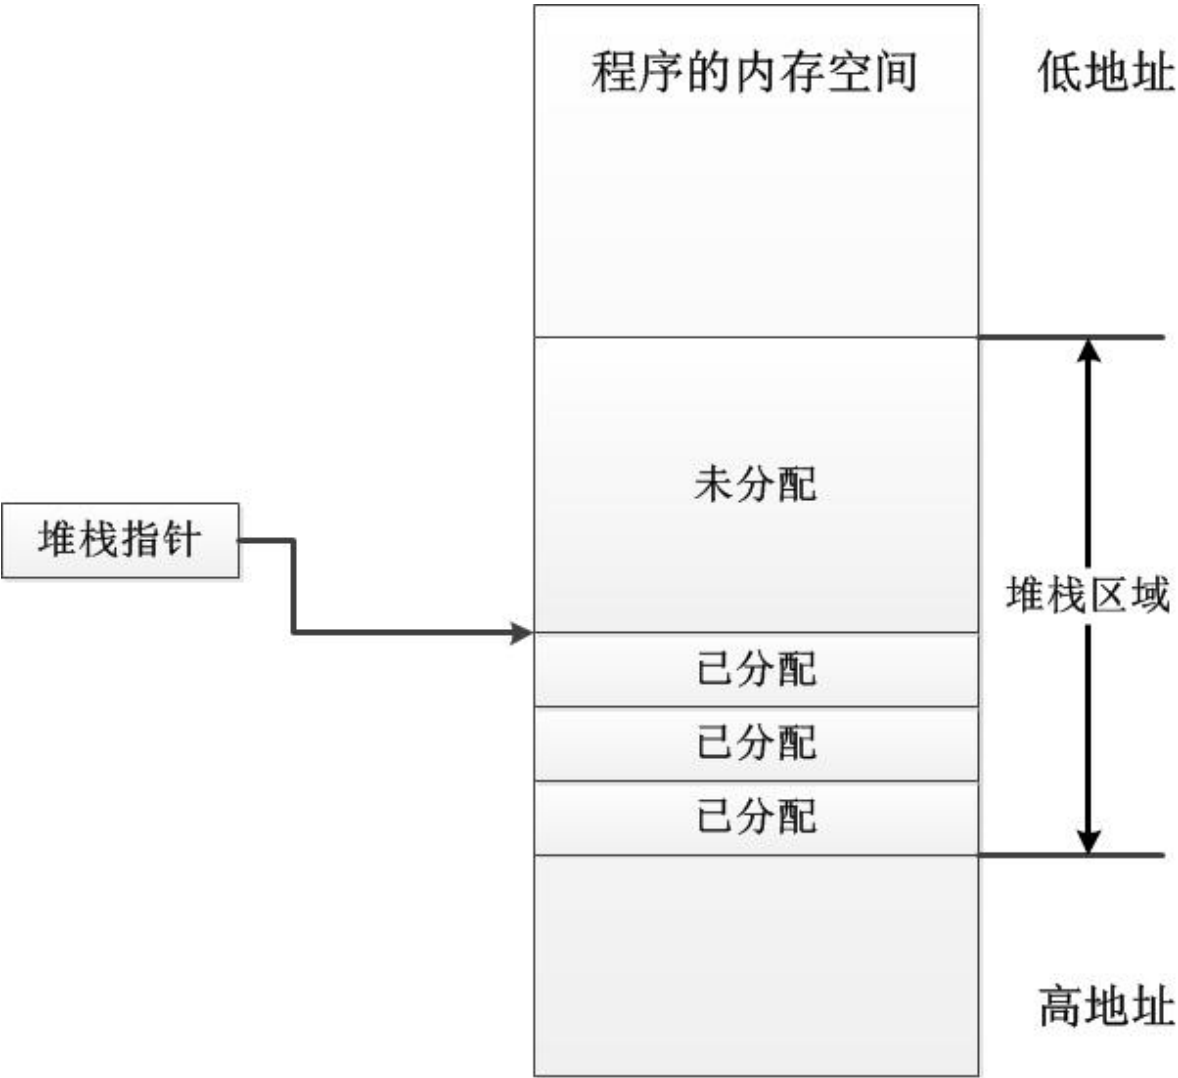 程序的内存空间
低地址
未分配
堆栈指针
堆栈区域
已分配
已分配
已分配
高地址